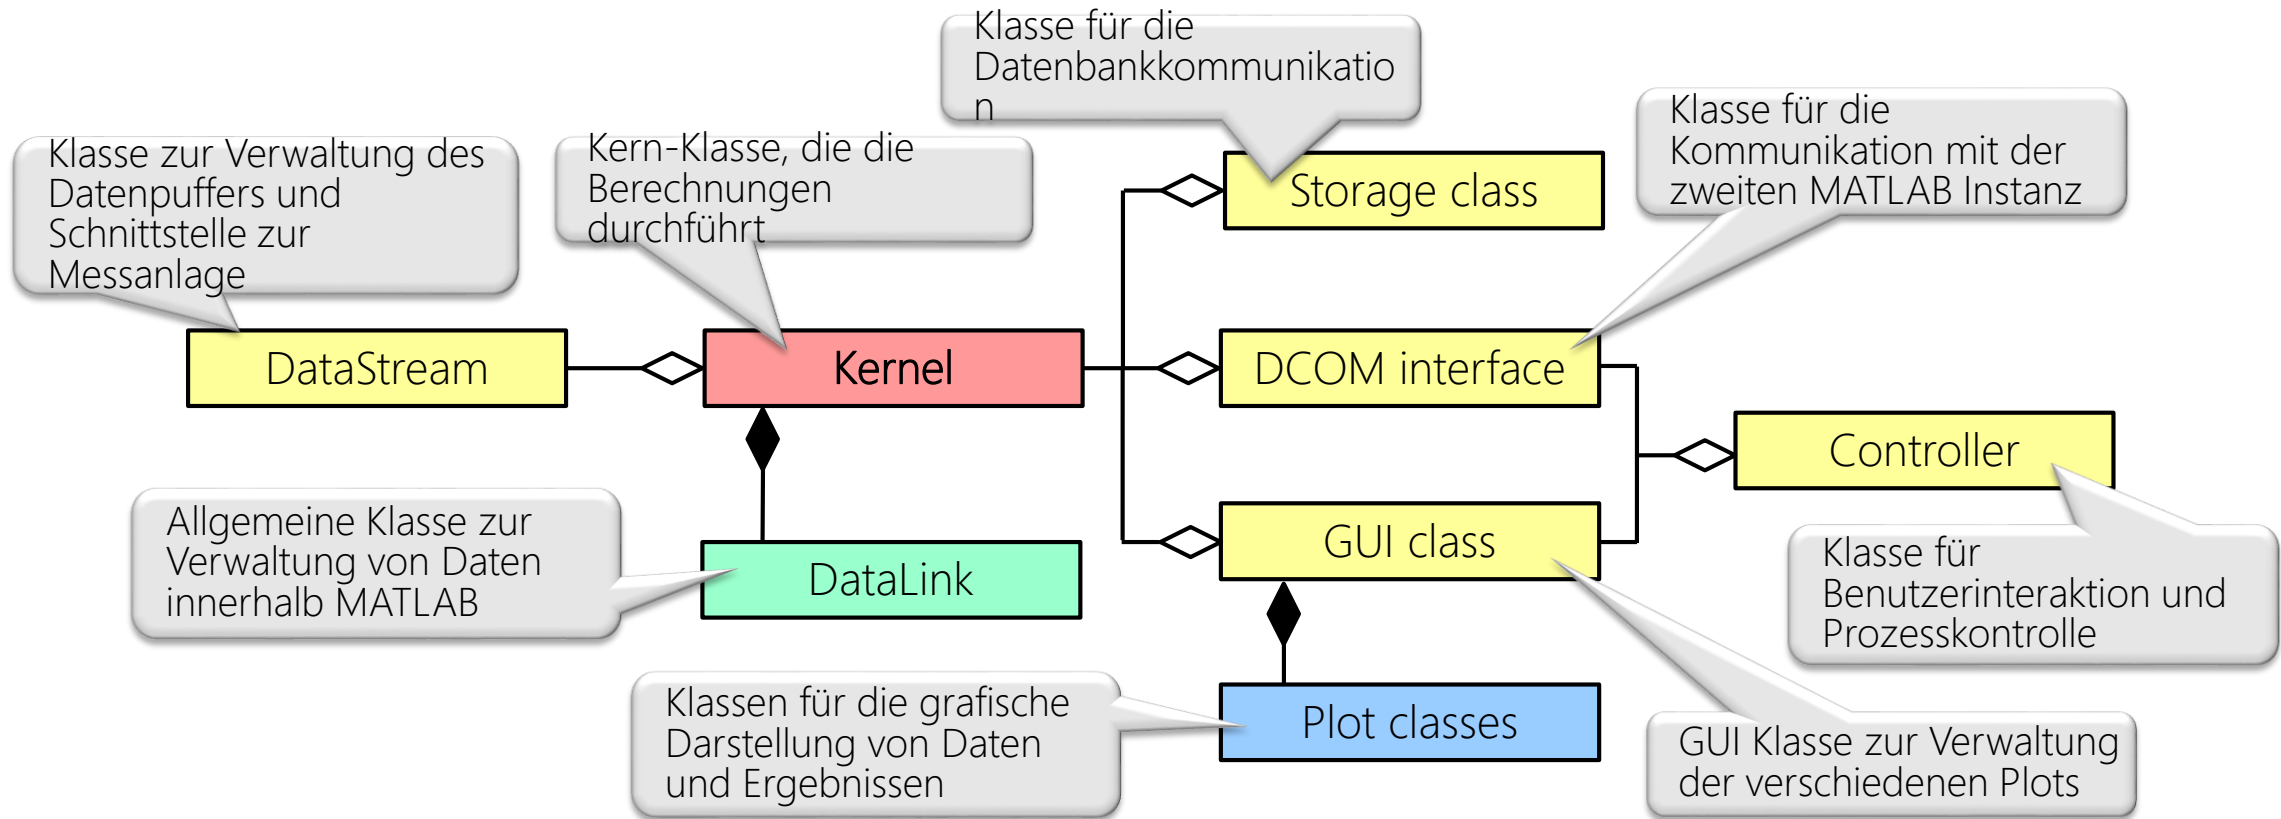 Klasse für die
Datenbankkommunikatio
n
Klasse für die
Kommunikation mit der
zweiten MATLAB Instanz
Klasse zur Verwaltung des
Datenpuffers und
Schnittstelle zur
Messanlage
Kern-Klasse, die die
Berechnungen
durchführt
Storage class
DataStream
Kernel
DCOM interface
Controller
Allgemeine Klasse zur
Verwaltung von Daten
innerhalb MATLAB
DataLink
GUI class
Klasse für
Benutzerinteraktion und
Prozesskontrolle
Klassen für die grafische
Darstellung von Daten
und Ergebnissen
Plot classes
GUI Klasse zur Verwaltung
der verschiedenen Plots